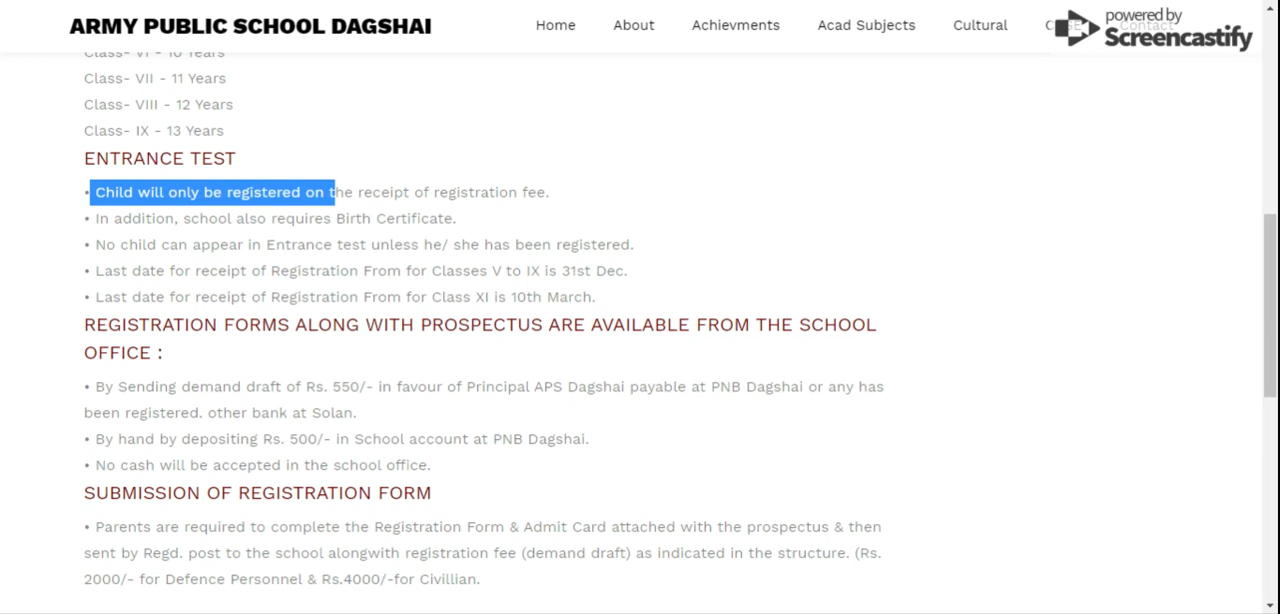 ARMY PUBLIC SCHOOL DAGSHAI
Home About Achievments Acad Subjects Cultural Contact
powered by
Screencastify
Class- VI - 10 Years
Class- VII - 11 Years
Class- VIII - 12 Years
Class- IX - 13 Years
ENTRANCE TEST
• Child will only be registered on the receipt of registration fee.
• In addition, school also requires Birth Certificate.
• No child can appear in Entrance test unless he/ she has been registered.
• Last date for receipt of Registration From for Classes V to IX is 31st Dec.
• Last date for receipt of Registration From for Class XI is 10th March.
REGISTRATION FORMS ALONG WITH PROSPECTUS ARE AVAILABLE FROM THE SCHOOL
OFFICE :
• By Sending demand draft of Rs. 550/- in favour of Principal APS Dagshai payable at PNB Dagshai or any has
been registered. other bank at Solan.
• By hand by depositing Rs. 500/- in School account at PNB Dagshai.
• No cash will be accepted in the school office.
SUBMISSION OF REGISTRATION FORM
• Parents are required to complete the Registration Form & Admit Card attached with the prospectus & then
sent by Regd. post to the school alongwith registration fee (demand draft) as indicated in the structure. (Rs.
2000/- for Defence Personnel & Rs.4000/-for Civillian.